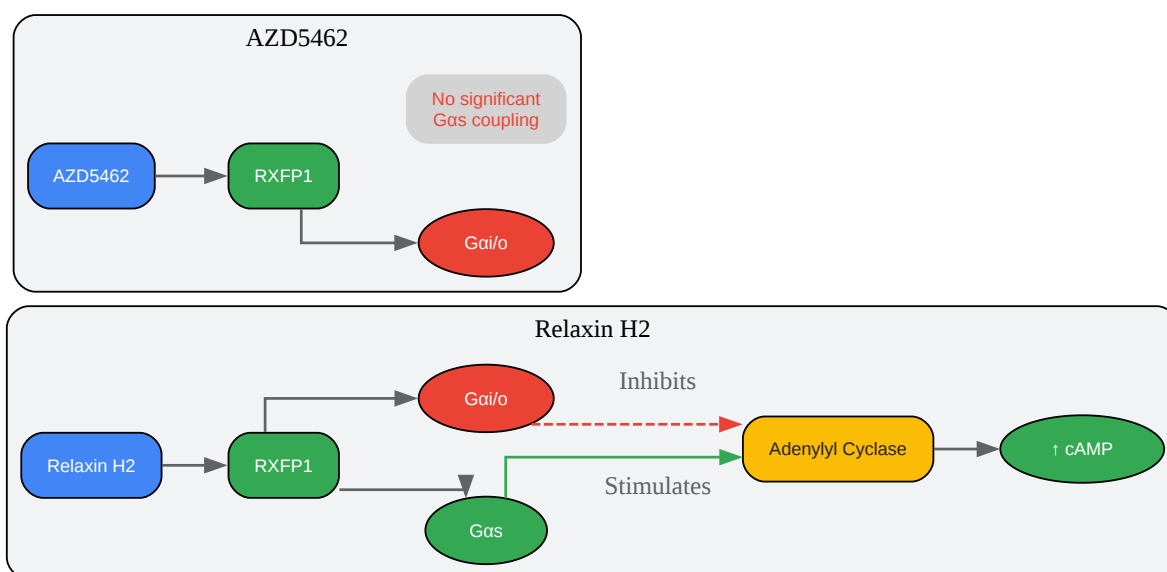 AZD5462
No significant
Gαs coupling
AZD5462
RXFP1
Gαi/o
Relaxin H2
Gαi/o
Inhibits
Relaxin H2
RXFP1
Adenylyl Cyclase
↑ cAMP
Stimulates
Gαs